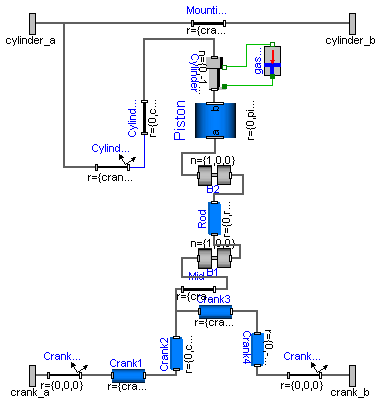 Mounti...
cylinder_a
r={cra...
cylinder_b
n={0,-1,...
Cylinder...
gas...
Cylind...
r={0,c...
Piston
b
a
r={0,pi...
Cylind...
r={cran...
n={1,0,0}
B2
Rod
r={0,r...
n={1,0,0}
B1
Mid
r={cra...
Crank3
r={cra...
Crank2
r={0,c...
Crank4
r={0,-...
Crank...
r={0,0,0}
Crank1
r={cra...
Crank...
r={0,0,0}
crank_a
crank_b